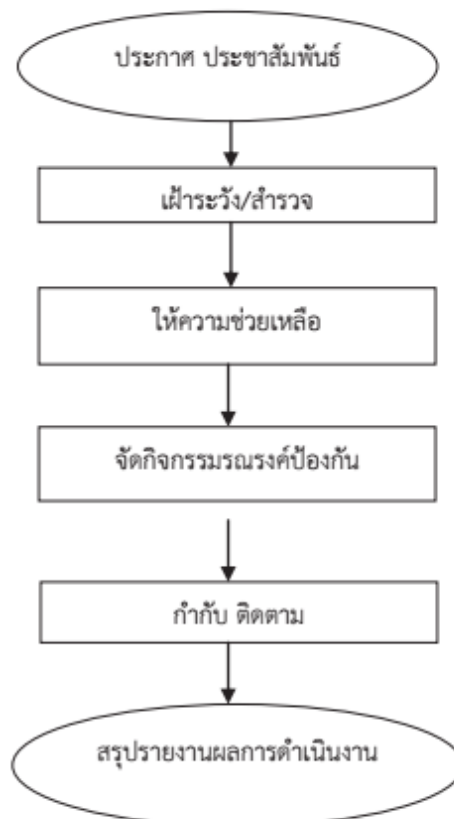 ประกาศ ประชาสัมพันธ์
เฝ้าระวัง/สำรวจ
ให้ความช่วยเหลือ
จัดกิจกรรมรณรงค์ป้องกัน
กำกับ ติดตาม
สรุปรายงานผลการดำเนินงาน